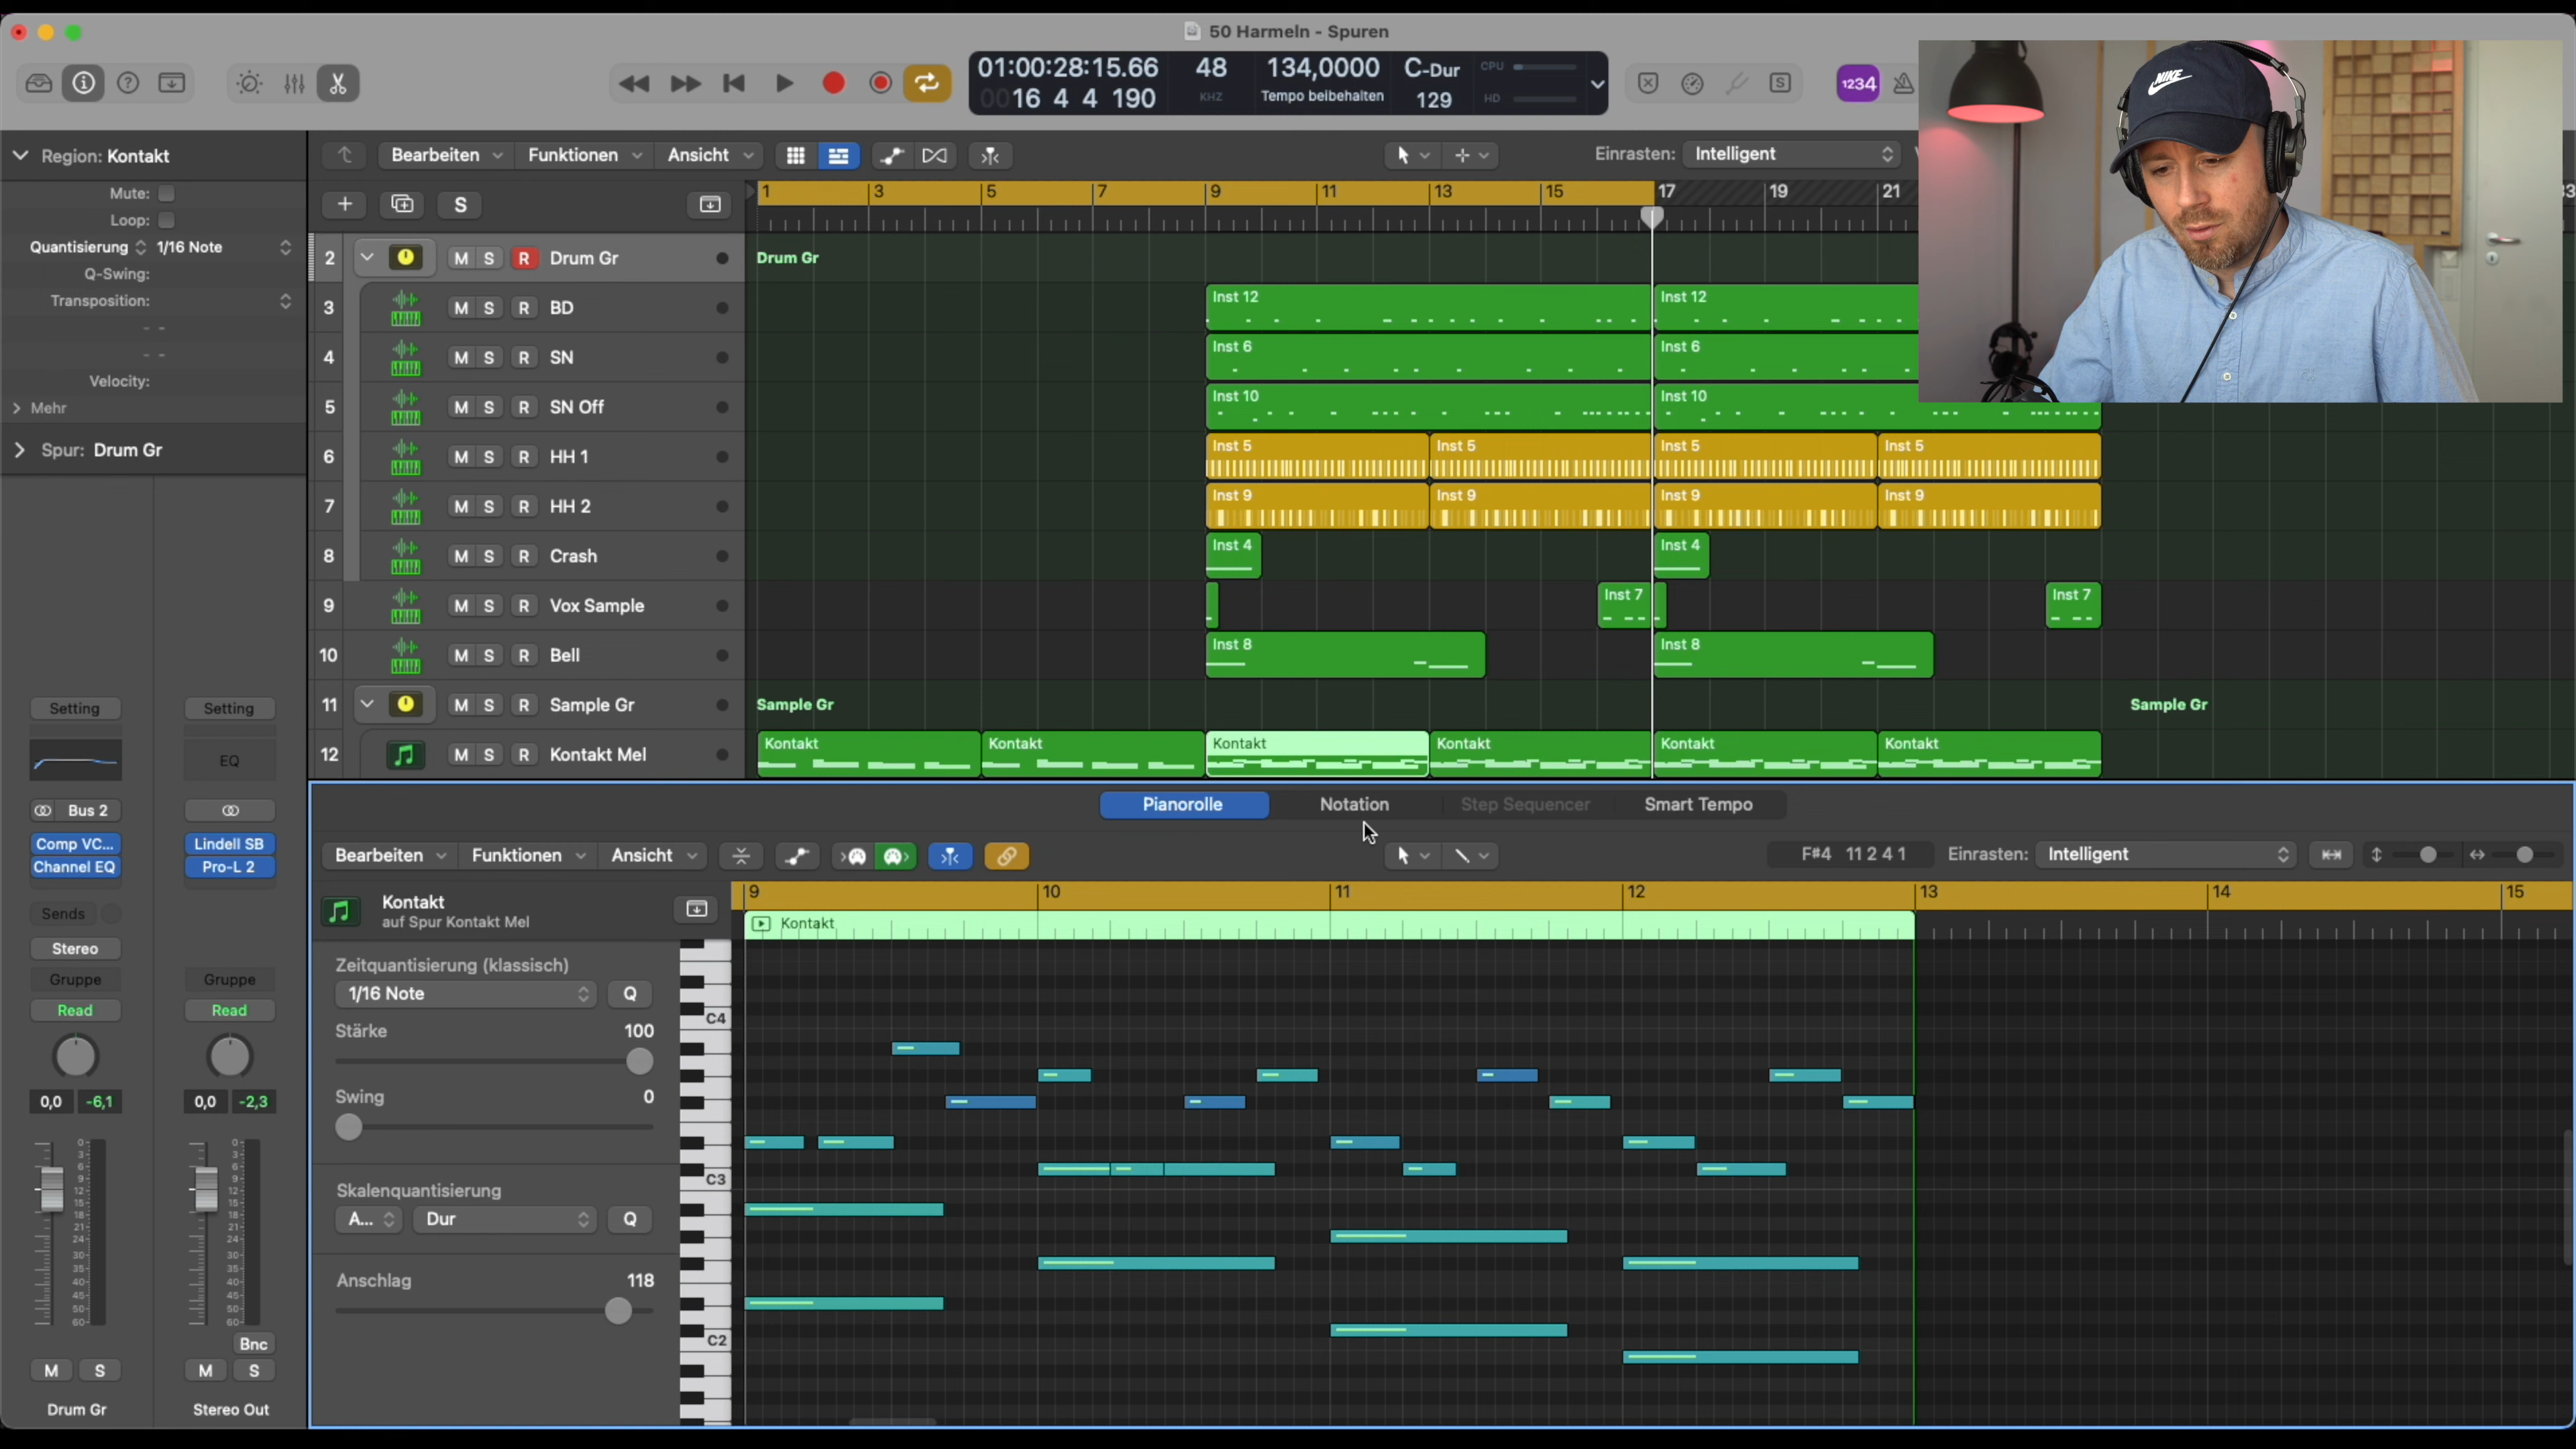 50 Harmeln - Spuren
01:00:28:15.66 48 134,0000 C-Dur CPU
0016 4 4 190 KHZ Tempo beibehalten 129 HD
1234
NIKE
Region: Kontakt
Mute:
Loop:
Quantisierung 1/16 Note
Q-Swing:
Transposition:
Velocity:
Mehr
Spur: Drum Gr
Bearbeiten Funktionen Ansicht Einrasten: Intelligent
S
1 3 5 7 9 11 13 15 17 19 21
2 M S R Drum Gr Drum Gr
3 M S R BD Inst 12 Inst 12
4 M S R SN Inst 6 Inst 6
5 M S R SN Off Inst 10 Inst 10
6 M S R HH 1 Inst 5 Inst 5 Inst 5 Inst 5
7 M S R HH 2 Inst 9 Inst 9 Inst 9 Inst 9
8 M S R Crash Inst 4 Inst 4
9 M S R Vox Sample Inst 7 Inst 7
10 M S R Bell Inst 8 Inst 8
11 M S R Sample Gr Sample Gr Sample Gr
12 M S R Kontakt Mel Kontakt Kontakt Kontakt Kontakt Kontakt Kontakt
Setting Setting
EQ
Bus 2
Comp VC... Lindell SB
Channel EQ Pro-L 2
Sends
Stereo
Gruppe Gruppe
Read Read
0,0 -6,1 0,0 -2,3
Bnc
M S M S
Drum Gr Stereo Out
Pianorolle Notation Step Sequencer Smart Tempo
Bearbeiten Funktionen Ansicht F#4 11 2 4 1 Einrasten: Intelligent
9 10 11 12 13 14 15
Kontakt
auf Spur Kontakt Mel
Kontakt
Zeitquantisierung (klassisch)
1/16 Note Q
Stärke 100
Swing 0
Skalenquantisierung
A... Dur Q
Anschlag 118
C4
C3
C2